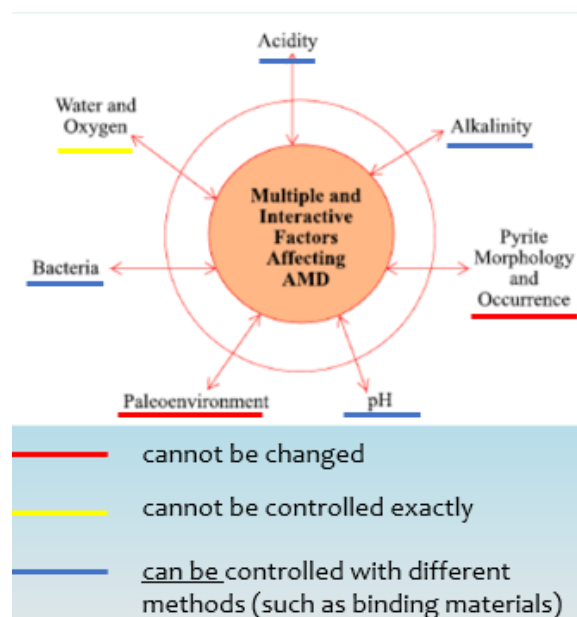 Acidity
Water and
Oxygen
Alkalinity
Multiple and
Interactive
Factors
Affecting
AMD
Pyrite
Morphology
and
Occurrence
Bacteria
Paleoenvironment
pH
cannot be changed
cannot be controlled exactly
can be controlled with different
methods (such as binding materials)